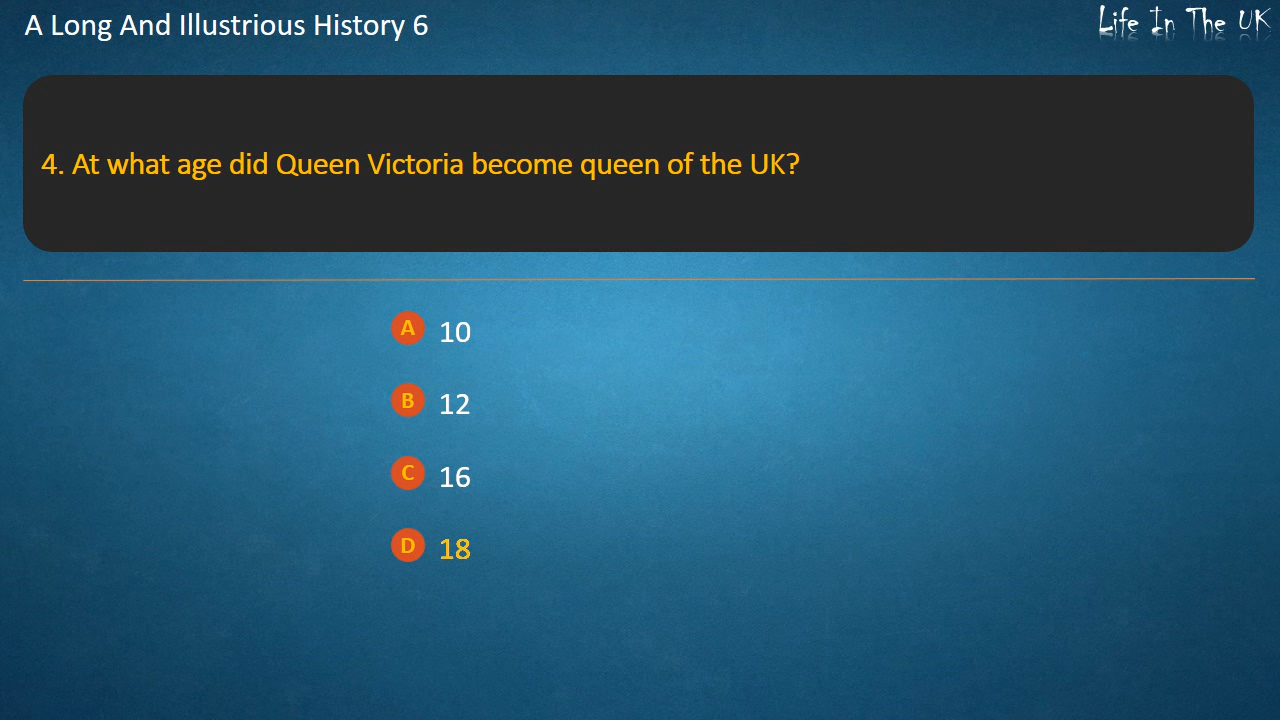 A Long And Illustrious History 6
Life In The UK
4. At what age did Queen Victoria become queen of the UK?
A 10
B 12
C 16
D 18